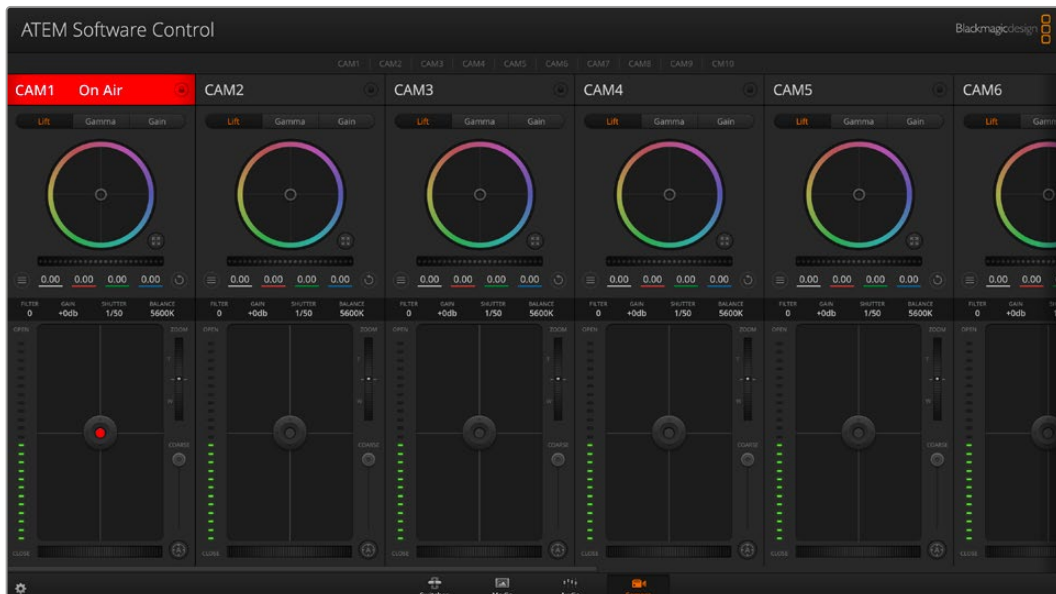 ATEM Software Control
Blackmagicdesign
CAM1 | CAM2 | CAM3 | CAM4 | CAM5 | CAM6 | CAM7 | CAM8 | CAM9 | CM10
CAM1 On Air CAM2 CAM3 CAM4 CAM5 CAM6
Lift Gamma Gain Lift Gamma Gain Lift Gamma Gain Lift Gamma Gain Lift Gamma Gain Lift
0.00 0.00 0.00 0.00 0.00 0.00 0.00 0.00 0.00 0.00 0.00 0.00 0.00 0.00 0.00 0.00 0.00 0.00 0.00 0.00 0.00 0.00
FILTER GAIN SHUTTER BALANCE FILTER GAIN SHUTTER BALANCE FILTER GAIN SHUTTER BALANCE FILTER GAIN SHUTTER BALANCE FILTER GAIN SHUTTER BALANCE FILTER GAIN
0 +0db 1/50 5600K 0 +0db 1/50 5600K 0 +0db 1/50 5600K 0 +0db 1/50 5600K 0 +0db 1/50 5600K 0 +0db
OPEN ZOOM OPEN ZOOM OPEN ZOOM OPEN ZOOM OPEN ZOOM OPEN
T T T T T
W W W W W
COARSE COARSE COARSE COARSE COARSE
CLOSE CLOSE CLOSE CLOSE CLOSE CLOSE